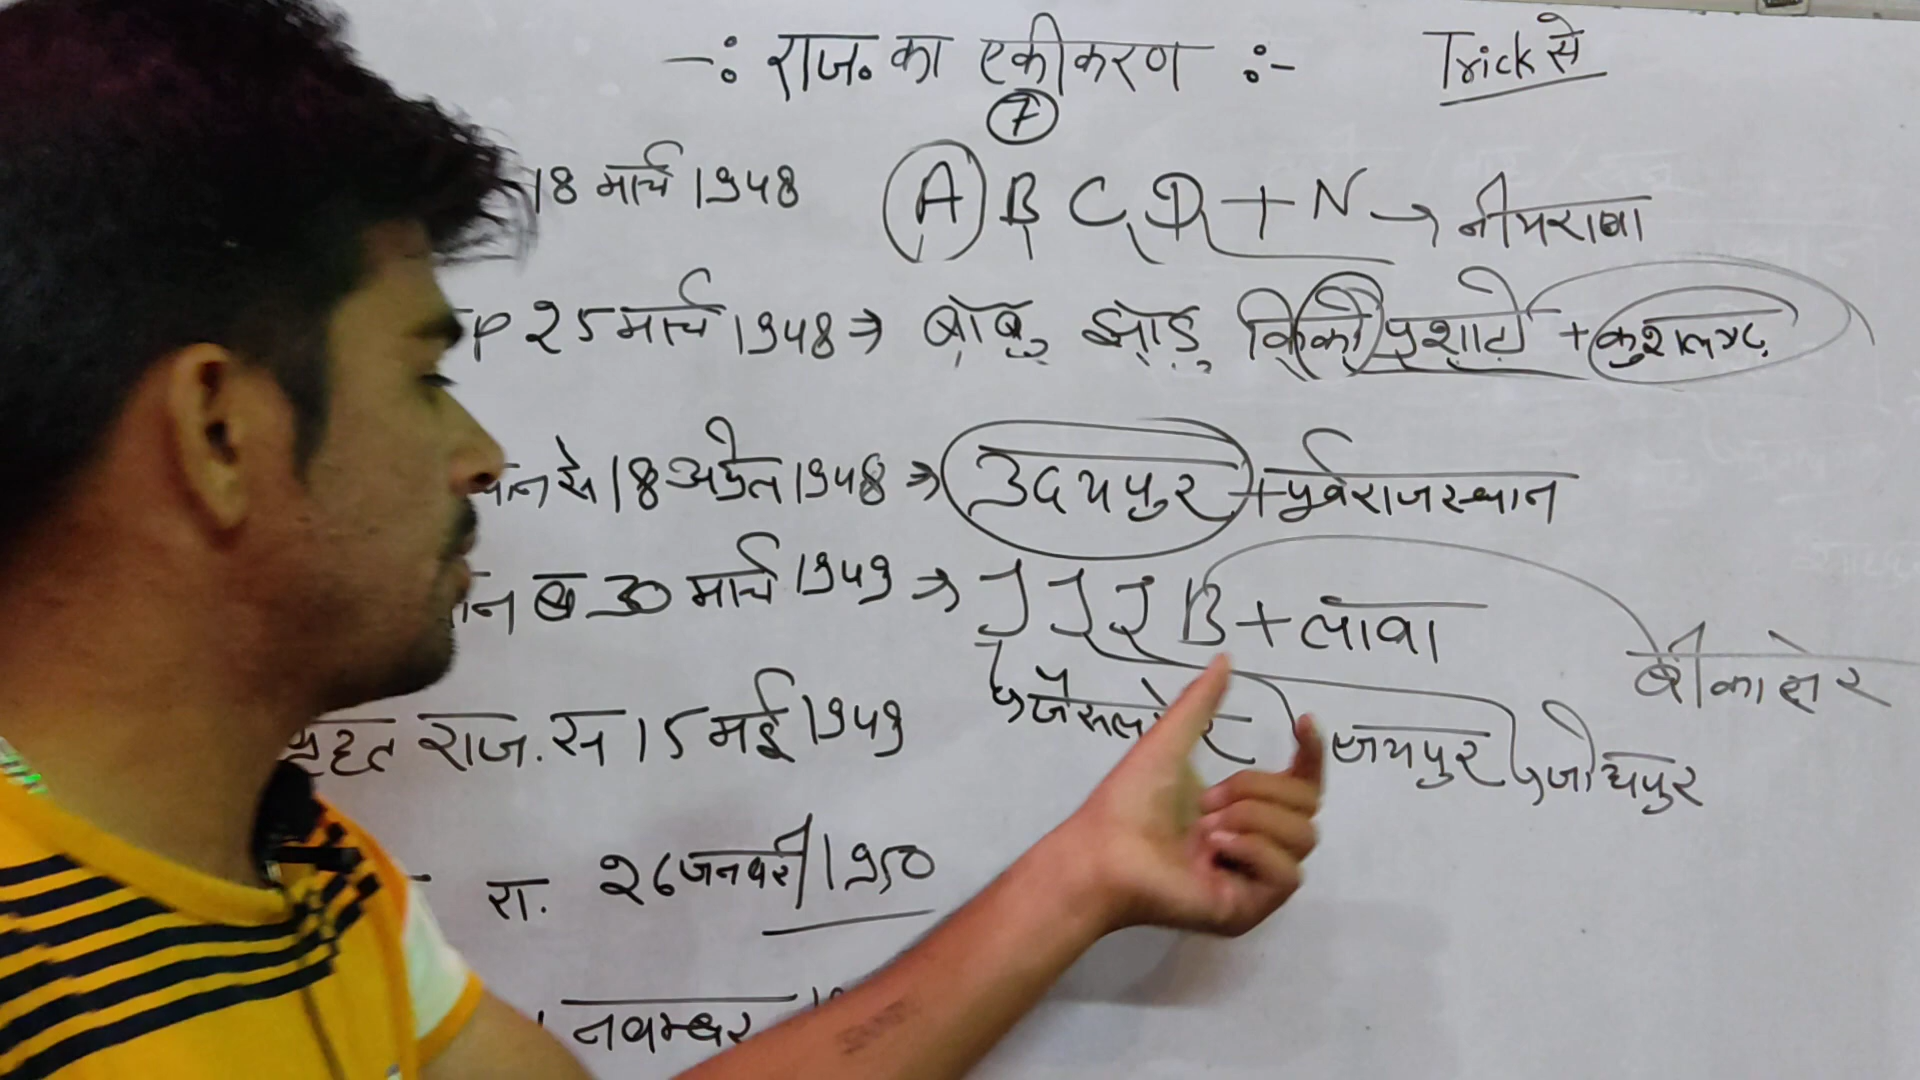 -: राज. का एकीकरण :- Trick से
7
18 मार्च 1948 A B C D + N → नीमराणा
P 25 मार्च 1948 ⇒ बांबू झाडू किको प्रशाटो + कुशलगढ़
से 18 अप्रैल 1948 ⇒ उदयपुर + पूर्व राजस्थान
न ब 30 मार्च 1949 ⇒ J J J B + लावा
बीकानेर
जैसलमेर जयपुर जोधपुर
राज. स 15 मई 1949
रा. 26 जनवरी 1950
नवम्बर